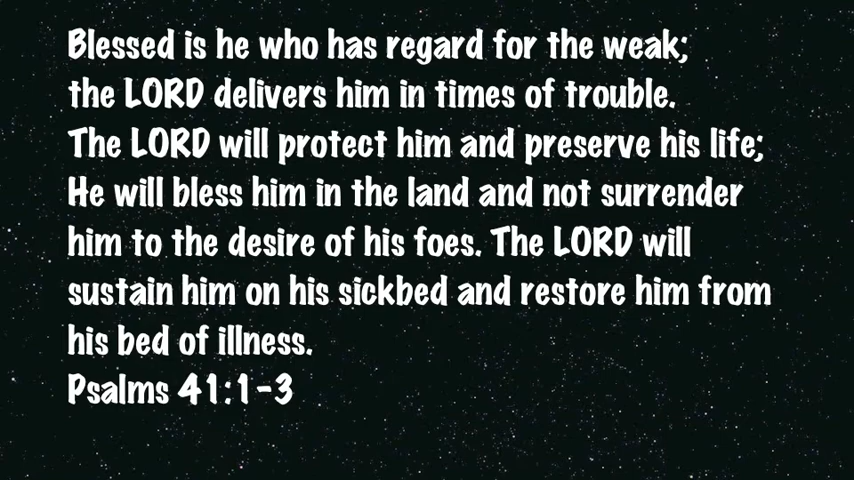 Blessed is he who has regard for the weak;
the LORD delivers him in times of trouble.
The LORD will protect him and preserve his life;
He will bless him in the land and not surrender
him to the desire of his foes. The LORD will
sustain him on his sickbed and restore him from
his bed of illness.
Psalms 41:1-3